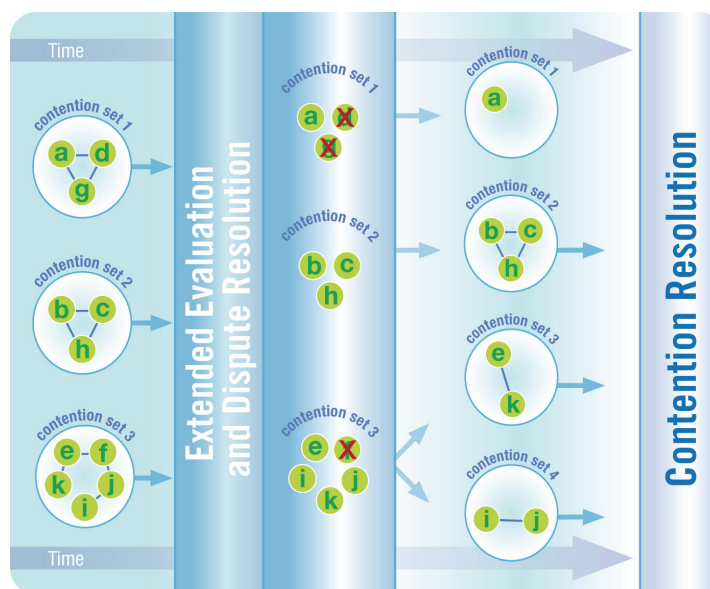 Time
contention set 1
a d
g
contention set 2
b c
h
contention set 3
e f
k j
i
Time
Extended Evaluation
and Dispute Resolution
contention set 1
a
contention set 2
b c
h
contention set 3
e
i j
k
contention set 1
a
contention set 2
b c
h
contention set 3
e
k
contention set 4
i j
Contention Resolution